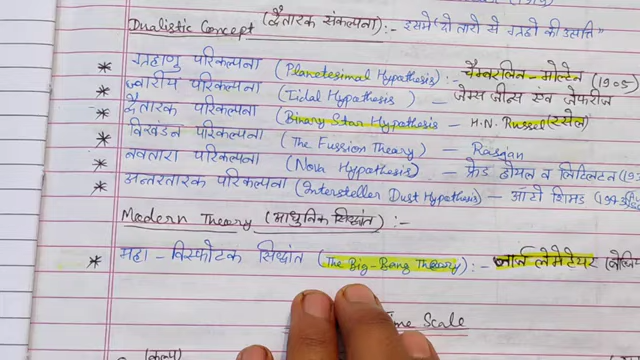 Dualistic Concept (द्वैतारक संकल्पना) :- इसमें "दो तारो से ग्रहो की उत्पत्ति"
* ग्रहाणु परिकल्पना (Planetesimal Hypothesis) :- चैम्बरलिन - मोल्टेन (1905)
* ज्वारीय परिकल्पना (Tidal Hypothesis) - जेम्स जीन्स एंव जेफरीज
* द्वैतारक परिकल्पना (Binary Star Hypothesis - H.N. Russel (रसेल)
* विखंडन परिकल्पना (The Fussion Theory) - Rasjan
* नवतारा परिकल्पना (Nova Hypothesis) - फ्रेड होयल व लिटिलटन
* अन्तरतारक परिकल्पना (Intersteller Dust Hypothesis) - ऑटो शिमड
Modern Theory (आधुनिक सिध्दांत) :-
* महा - विस्फोटक सिध्दांत (The Big-Bang Theory) :- जार्ज लेमेटेयर
Time Scale